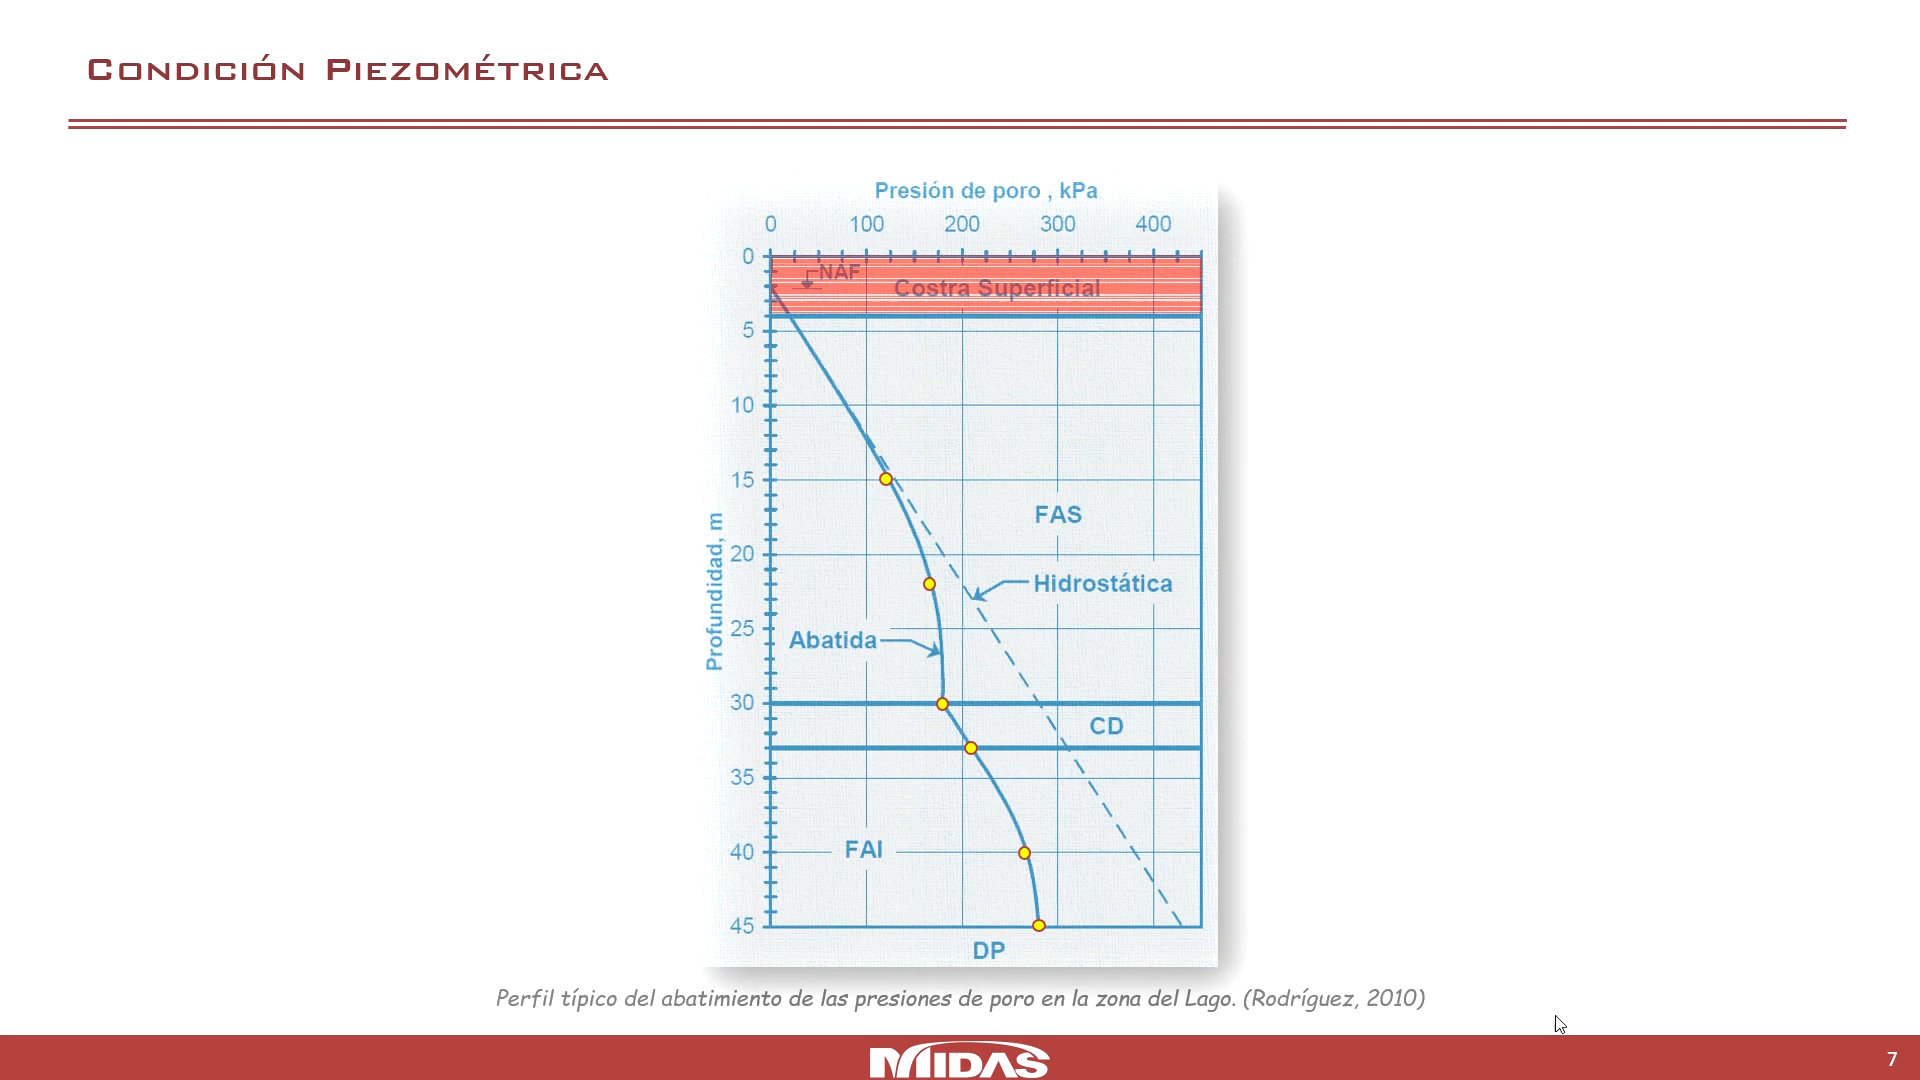 Condición Piezométrica
Presión de poro , kPa
0 100 200 300 400
0
NAF
Costra Superficial
5
10
15
FAS
20
Hidrostática
Profundidad, m
25
Abatida
30
CD
35
FAI
40
45
DP
Perfil típico del abatimiento de las presiones de poro en la zona del Lago. (Rodríguez, 2010)
MIDAS
7